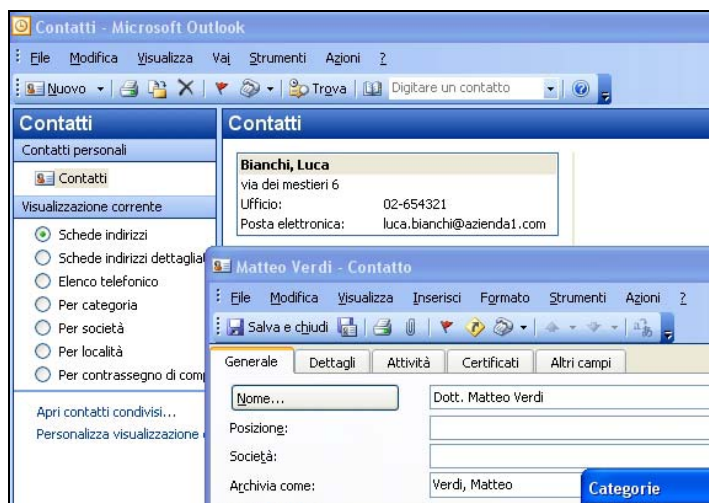 Contatti - Microsoft Outlook
File Modifica Visualizza Vai Strumenti Azioni ?
Nuovo Trova Digitare un contatto
Contatti
Contatti personali
Contatti
Visualizzazione corrente
Schede indirizzi
Schede indirizzi dettagliat
Elenco telefonico
Per categoria
Per società
Per località
Per contrassegno di comp
Apri contatti condivisi...
Personalizza visualizzazione
Contatti
Bianchi, Luca
via dei mestieri 6
Ufficio: 02-654321
Posta elettronica: luca.bianchi@azienda1.com
Matteo Verdi - Contatto
File Modifica Visualizza Inserisci Formato Strumenti Azioni ?
Salva e chiudi
Generale Dettagli Attività Certificati Altri campi
Nome... Dott. Matteo Verdi
Posizione:
Società:
Archivia come: Verdi, Matteo
Categorie